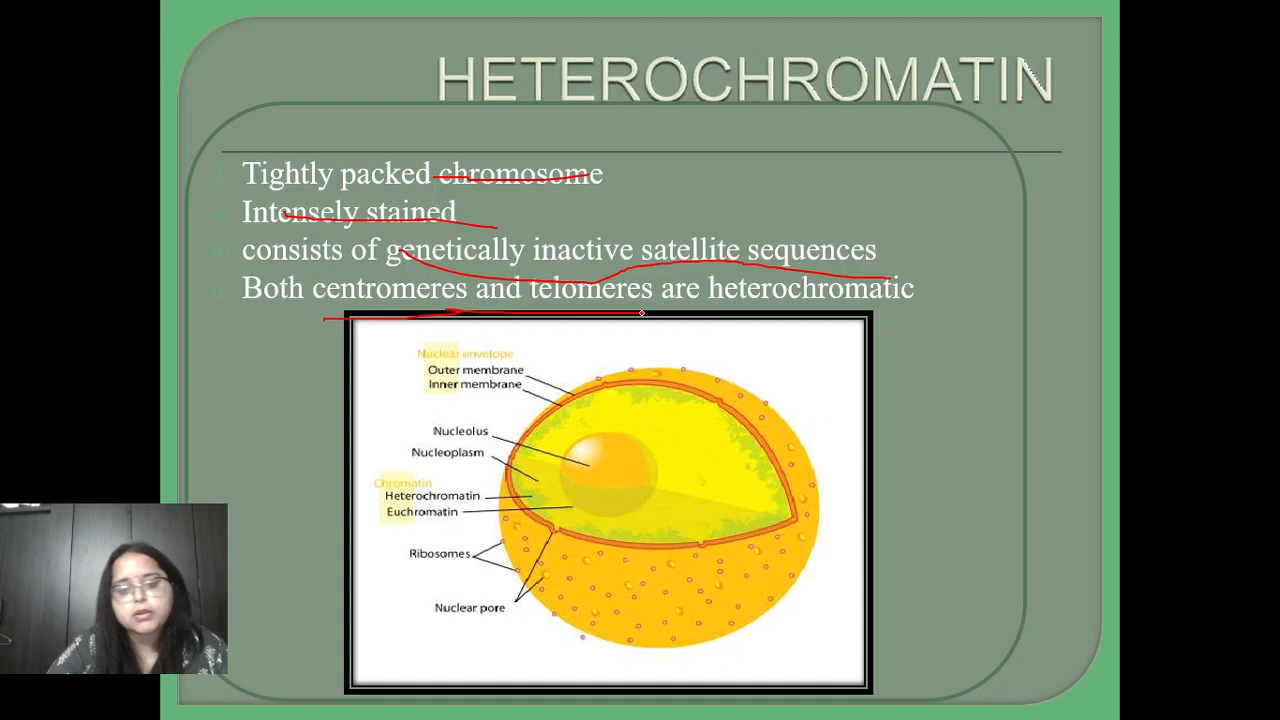 HETEROCHROMATIN
Tightly packed chromosome
Intensely stained
consists of genetically inactive satellite sequences
Both centromeres and telomeres are heterochromatic
Nuclear envelope
Outer membrane
Inner membrane
Nucleolus
Nucleoplasm
Chromatin
Heterochromatin
Euchromatin
Ribosomes
Nuclear pore